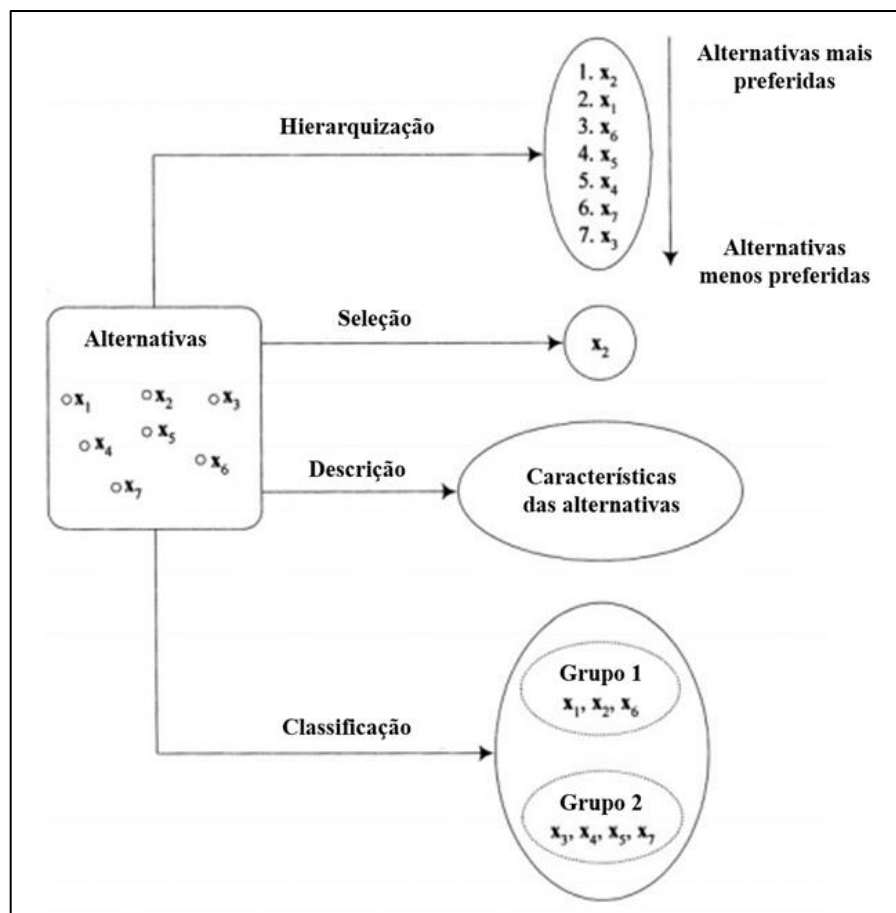 Hierarquização
1. x₂
2. x₁
3. x₆
4. x₅
5. x₄
6. x₇
7. x₃
Alternativas mais
preferidas
Alternativas
menos preferidas
Alternativas
x₁
x₂
x₃
x₄
x₅
x₆
x₇
Seleção
x₂
Descrição
Característícas
das alternativas
Classificação
Grupo 1
x₁, x₂, x₆
Grupo 2
x₃, x₄, x₅, x₇